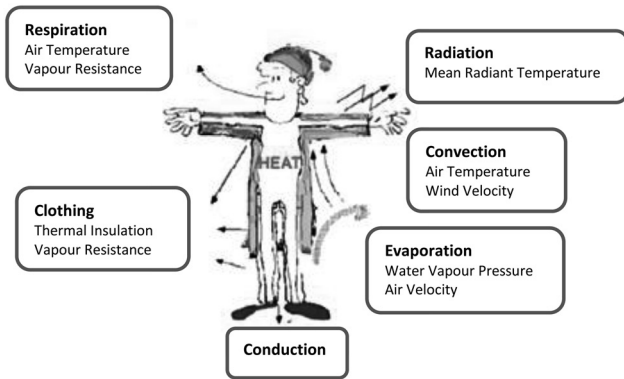 Respiration
Air Temperature
Vapour Resistance
Radiation
Mean Radiant Temperature
HEAT
Convection
Air Temperature
Wind Velocity
Clothing
Thermal Insulation
Vapour Resistance
Evaporation
Water Vapour Pressure
Air Velocity
Conduction